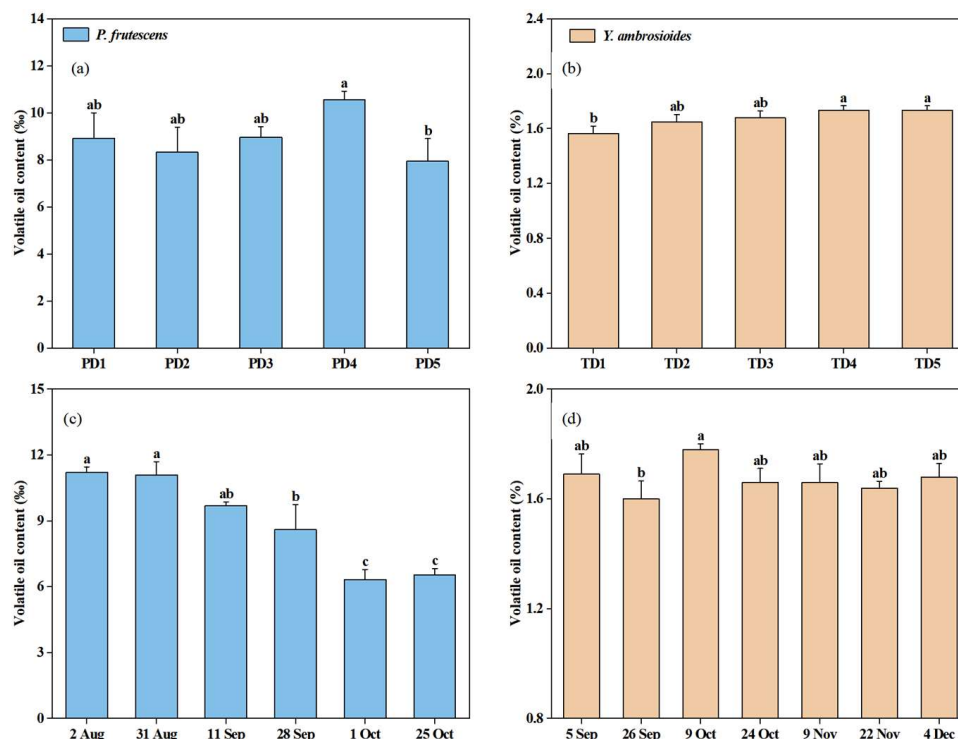 P. frutescens
(a)
Volatile oil content (‰)
14
12
10
8
6
4
2
0
ab
ab
ab
a
b
PD1 PD2 PD3 PD4 PD5
Y. ambrosioides
(b)
Volatile oil content (%)
2.4
2.0
1.6
1.2
0.8
0.4
0.0
b
ab
ab
a
a
TD1 TD2 TD3 TD4 TD5
(c)
Volatile oil content (‰)
15
12
9
6
3
0
a
a
ab
b
c
c
2 Aug 31 Aug 11 Sep 28 Sep 1 Oct 25 Oct
(d)
Volatile oil content (%)
2.0
1.6
1.2
0.8
ab
b
a
ab
ab
ab
ab
5 Sep 26 Sep 9 Oct 24 Oct 9 Nov 22 Nov 4 Dec